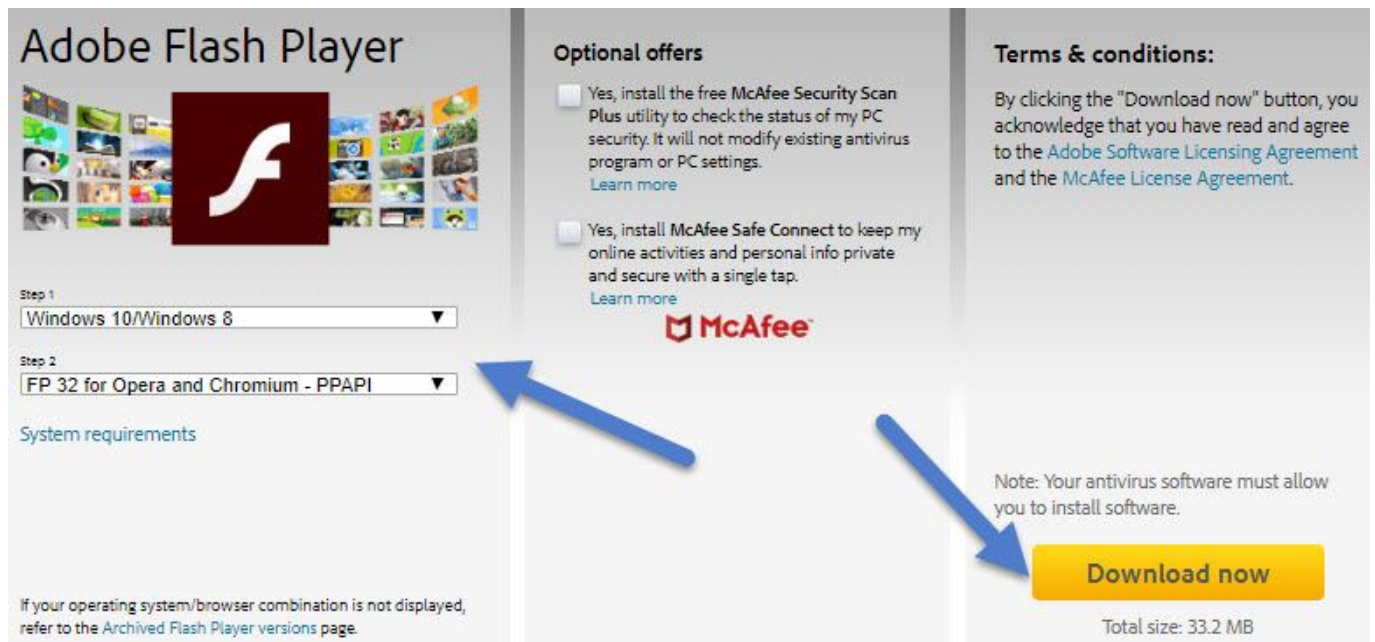 Adobe Flash Player
Step 1
Windows 10/Windows 8
Step 2
FP 32 for Opera and Chromium - PPAPI
System requirements
If your operating system/browser combination is not displayed,
refer to the Archived Flash Player versions page.
Optional offers
Yes, install the free McAfee Security Scan
Plus utility to check the status of my PC
security. It will not modify existing antivirus
program or PC settings.
Learn more
Yes, install McAfee Safe Connect to keep my
online activities and personal info private
and secure with a single tap.
Learn more
McAfee
Terms & conditions:
By clicking the "Download now" button, you
acknowledge that you have read and agree
to the Adobe Software Licensing Agreement
and the McAfee License Agreement.
Note: Your antivirus software must allow
you to install software.
Download now
Total size: 33.2 MB